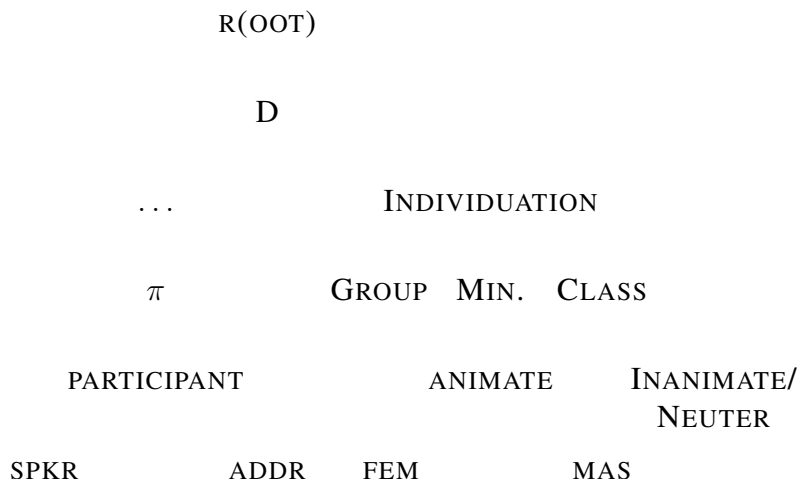 R(OOT)
D
... INDIVIDUATION
π GROUP MIN. CLASS
PARTICIPANT ANIMATE INANIMATE/
NEUTER
SPKR ADDR FEM MAS